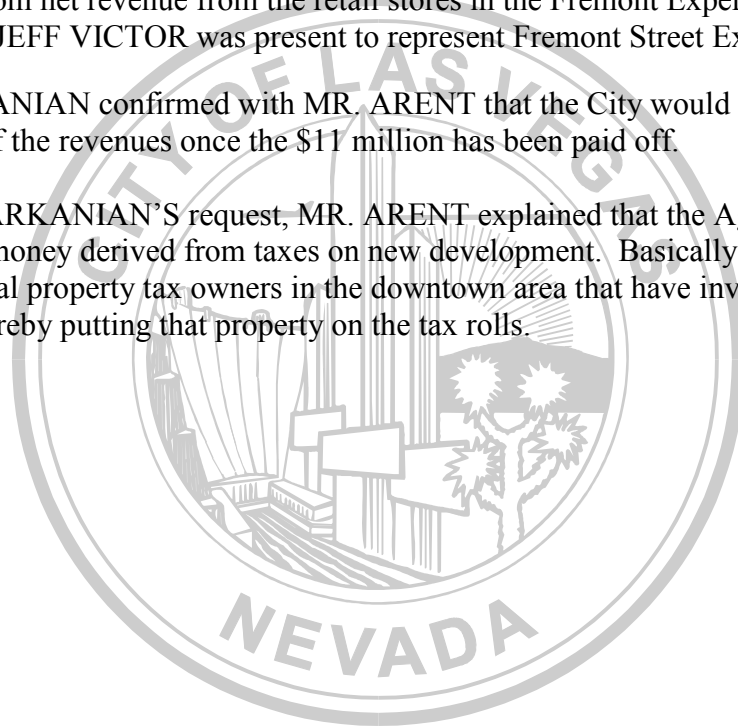 om net revenue from the retail stores in the Fremont Exper
JEFF VICTOR was present to represent Fremont Street Ex
ANIAN confirmed with MR. ARENT that the City would
f the revenues once the $11 million has been paid off.
ARKANIAN’S request, MR. ARENT explained that the A
money derived from taxes on new development.  Basically
al property tax owners in the downtown area that have inv
reby putting that property on the tax rolls.
CITY OF LAS VEGAS
NEVADA